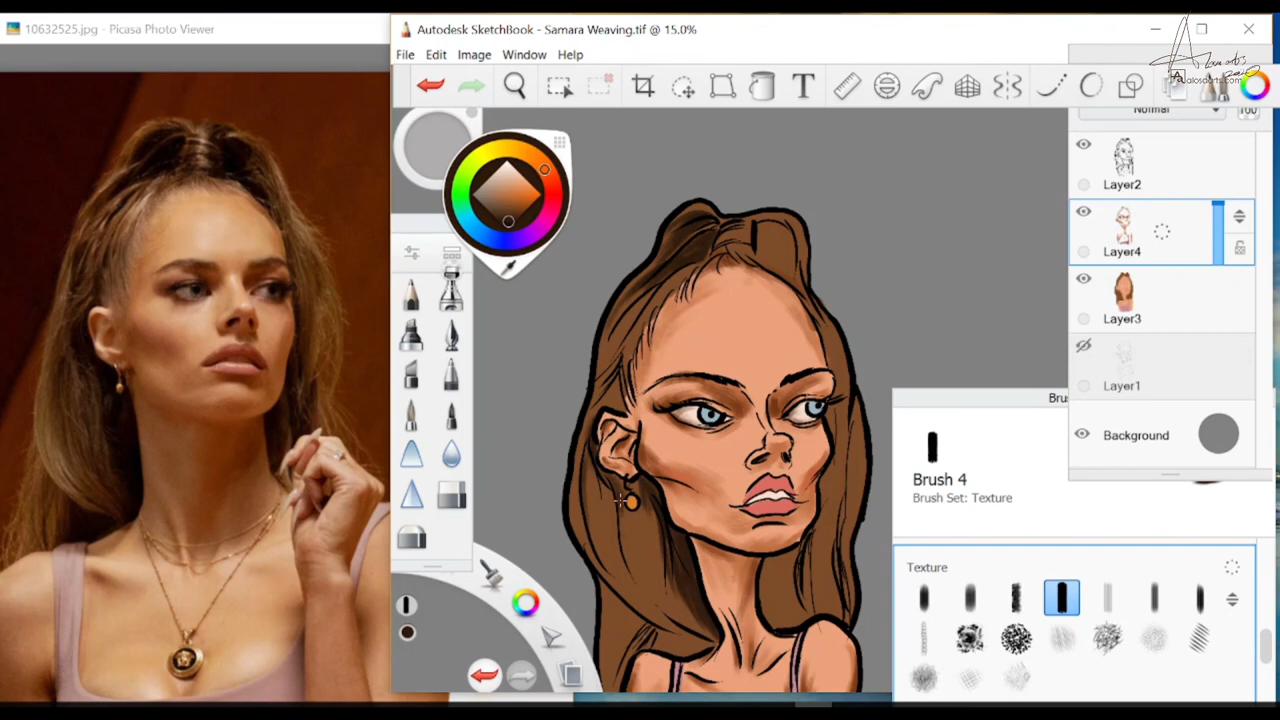 10632525.jpg - Picasa Photo Viewer
Autodesk SketchBook - Samara Weaving.tif @ 15.0%
File Edit Image Window Help
T
Normal
100
Layer2
Layer4
Layer3
Layer1
Background
Brus
Brush 4
Brush Set: Texture
Texture